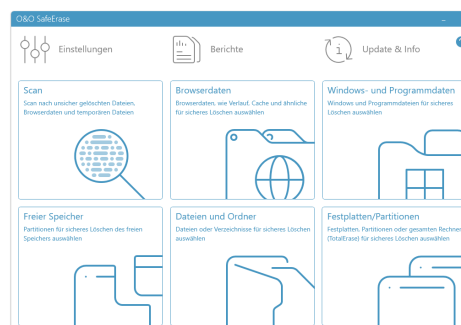 O&O SafeErase
Einstellungen
Berichte
Update & Info
Scan
Scan nach unsicher gelöschten Dateien,
Browserdaten und temporären Dateien
Browserdaten
Browserdaten, wie Verlauf, Cache und ähnliche
für sicheres Löschen auswählen
Windows- und Programmdaten
Windows und Programmdateien für sicheres
Löschen auswählen
Freier Speicher
Partitionen für sicheres Löschen des freien
Speichers auswählen
Dateien und Ordner
Dateien oder Verzeichnisse für sicheres Löschen
auswählen
Festplatten/Partitionen
Festplatten, Partitionen oder gesamten Rechner
(TotalErase) für sicheres Löschen auswählen